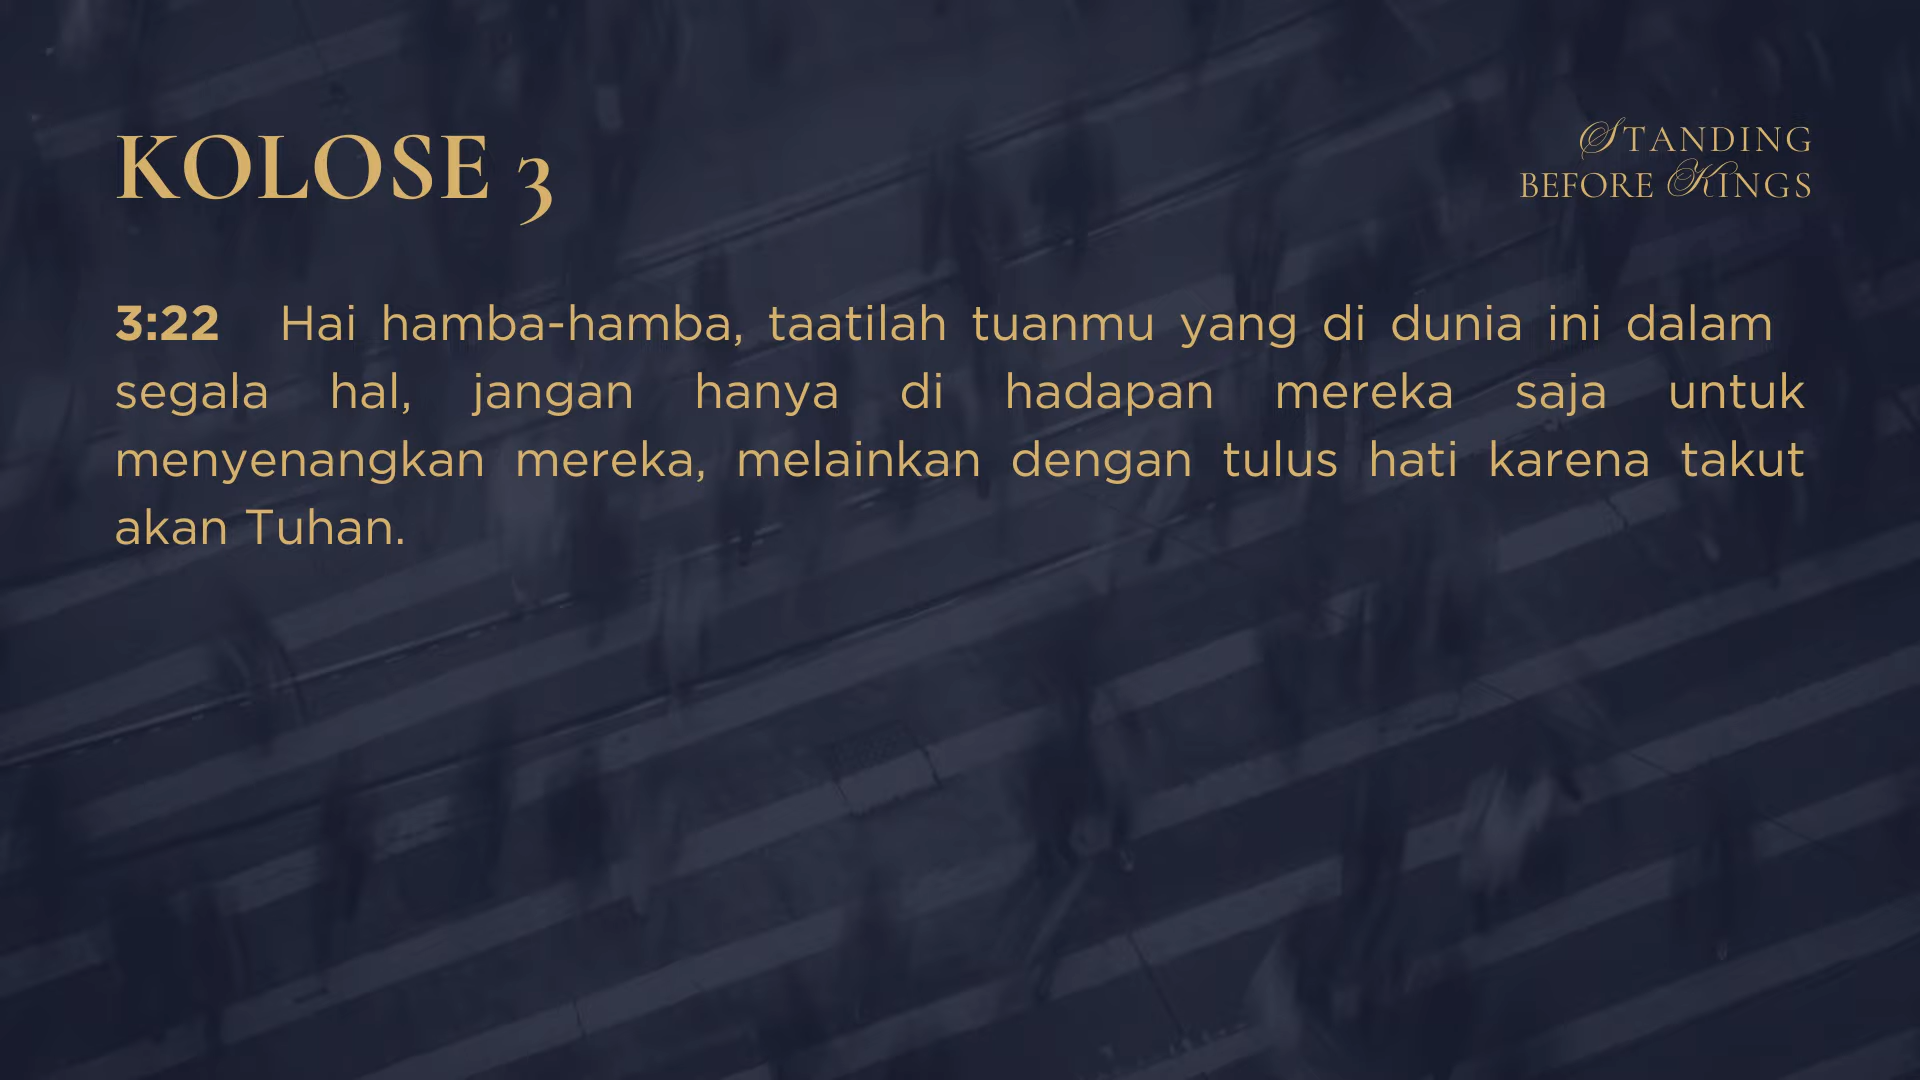 KOLOSE 3
STANDING
BEFORE KINGS
3:22 Hai hamba-hamba, taatilah tuanmu yang di dunia ini dalam
segala hal, jangan hanya di hadapan mereka saja untuk
menyenangkan mereka, melainkan dengan tulus hati karena takut
akan Tuhan.